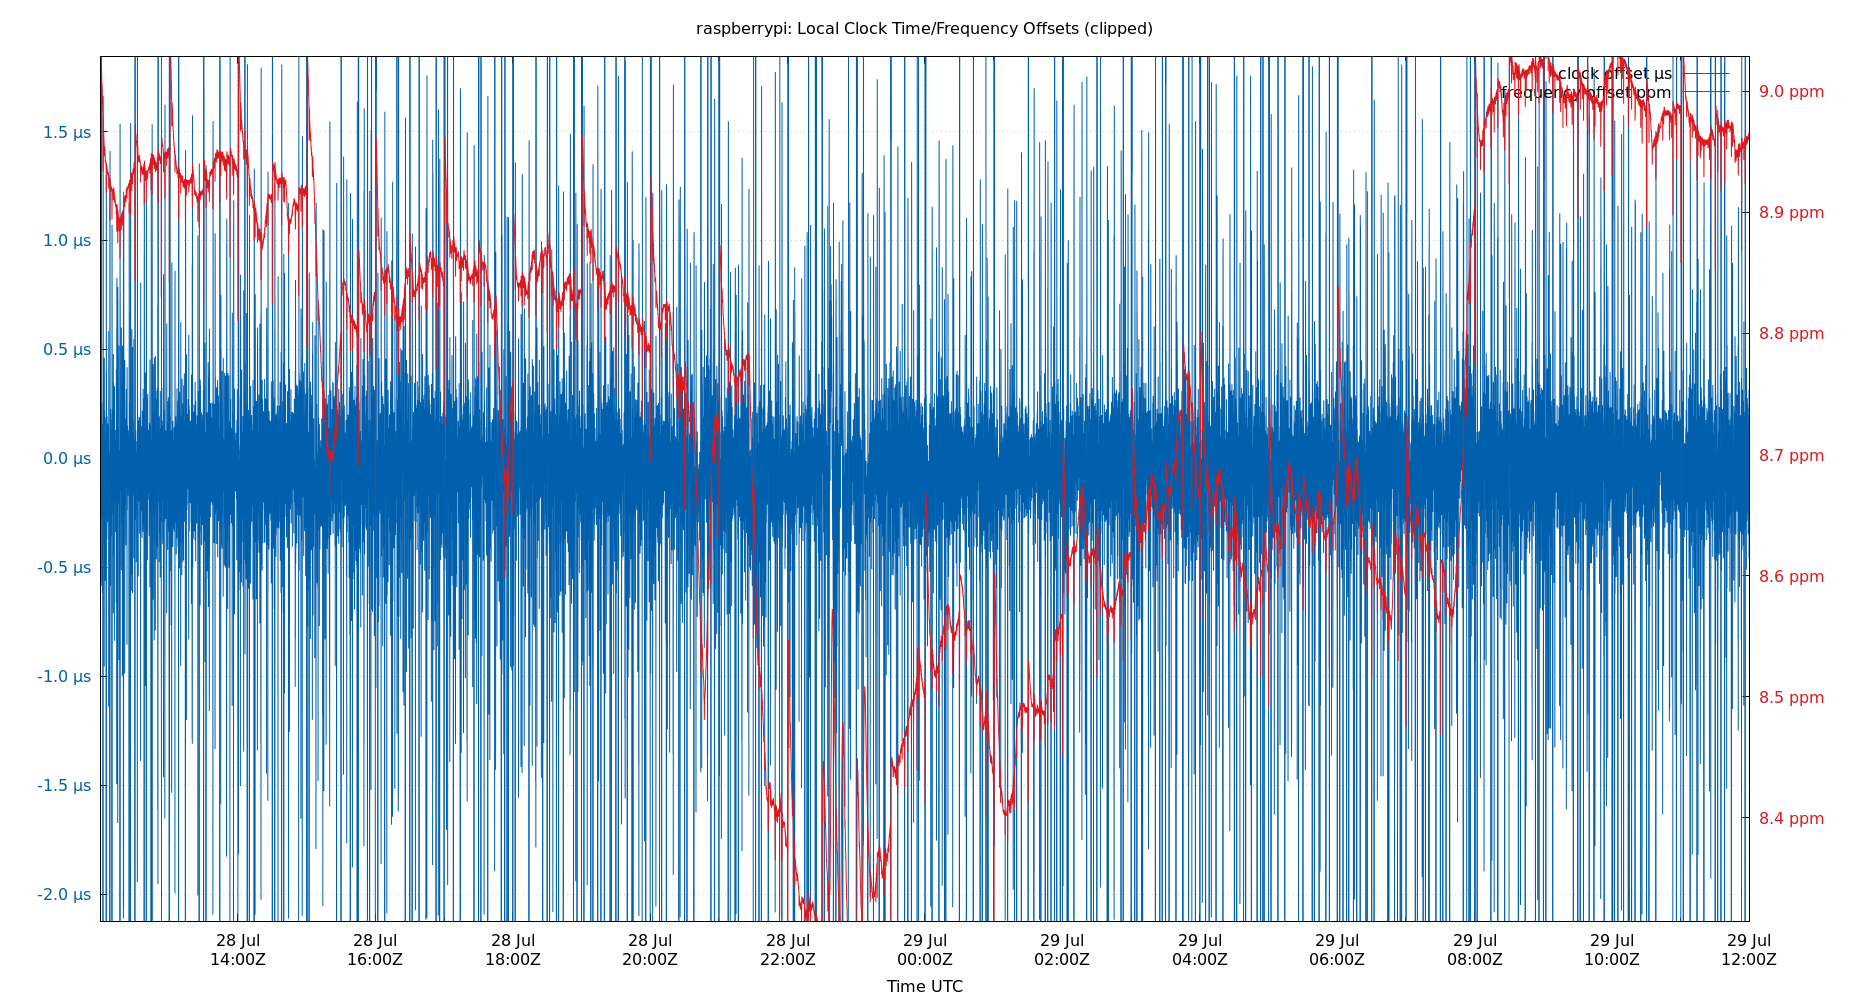 raspberrypi: Local Clock Time/Frequency Offsets (clipped)
clock offset µs
frequency offset ppm
1.5 µs
1.0 µs
0.5 µs
0.0 µs
-0.5 µs
-1.0 µs
-1.5 µs
-2.0 µs
9.0 ppm
8.9 ppm
8.8 ppm
8.7 ppm
8.6 ppm
8.5 ppm
8.4 ppm
28 Jul 28 Jul 28 Jul 28 Jul 28 Jul 29 Jul 29 Jul 29 Jul 29 Jul 29 Jul 29 Jul 29 Jul
14:00Z 16:00Z 18:00Z 20:00Z 22:00Z 00:00Z 02:00Z 04:00Z 06:00Z 08:00Z 10:00Z 12:00Z
Time UTC